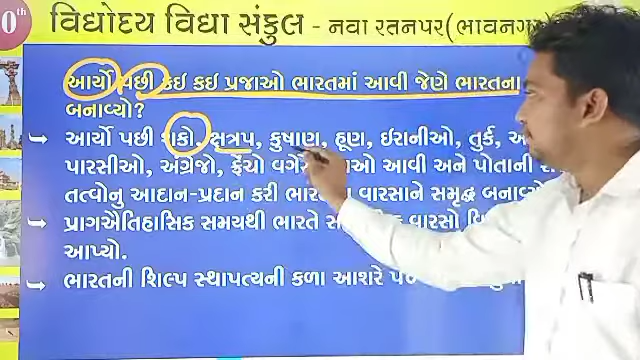 0th
વિદ્યોદય વિદ્યા સંકુલ - નવા રતનપર(ભાવનગર
આર્યો પછી કઇ કઇ પ્રજાઓ ભારતમાં આવી જેણે ભારતના
બનાવ્યો?
આર્યો પછી શકો, ક્ષત્રપ, કુષાણ, હૂણ, ઈરાનીઓ, તુર્ક,
પારસીઓ, અંગ્રેજો, ફ્રેંચો આવી અને પોતાની
તત્વોનુ આદાન-પ્રદાન કરી વારસાને સમૃદ્ધ બનાવ્યો
પ્રાગઐતિહાસિક સમયથી ભારતે વારસો
આપ્યો.
ભારતની શિલ્પ સ્થાપત્યની કળા આશરે